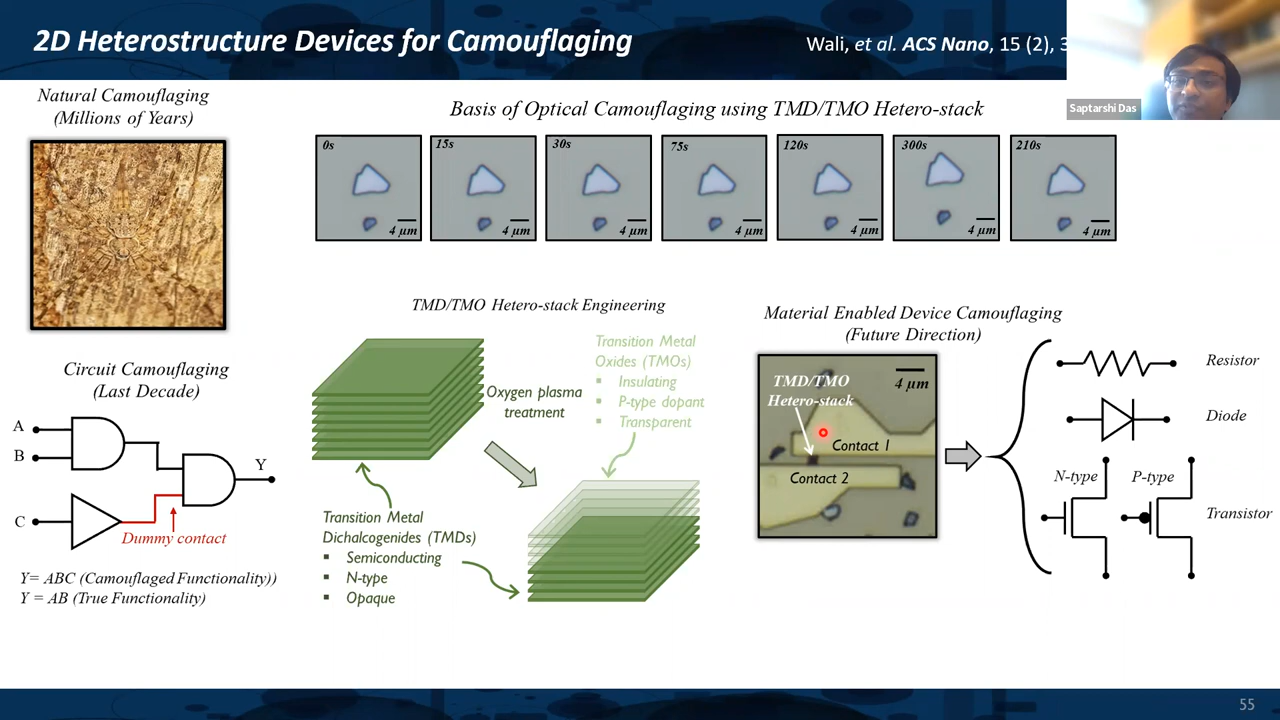 2D Heterostructure Devices for Camouflaging
Wali, et al. ACS Nano, 15 (2), 3
Saptarshi Das
Natural Camouflaging
(Millions of Years)
Basis of Optical Camouflaging using TMD/TMO Hetero-stack
0s
4 µm
15s
4 µm
30s
4 µm
75s
4 µm
120s
4 µm
300s
4 µm
210s
4 µm
Circuit Camouflaging
(Last Decade)
A
B
C
Y
Dummy contact
Y= ABC (Camouflaged Functionality))
Y = AB (True Functionality)
TMD/TMO Hetero-stack Engineering
Oxygen plasma
treatment
Transition Metal
Oxides (TMOs)
▪ Insulating
▪ P-type dopant
▪ Transparent
Transition Metal
Dichalcogenides (TMDs)
▪ Semiconducting
▪ N-type
▪ Opaque
Material Enabled Device Camouflaging
(Future Direction)
TMD/TMO
Hetero-stack
4 µm
Contact 1
Contact 2
Resistor
Diode
N-type
P-type
Transistor
55